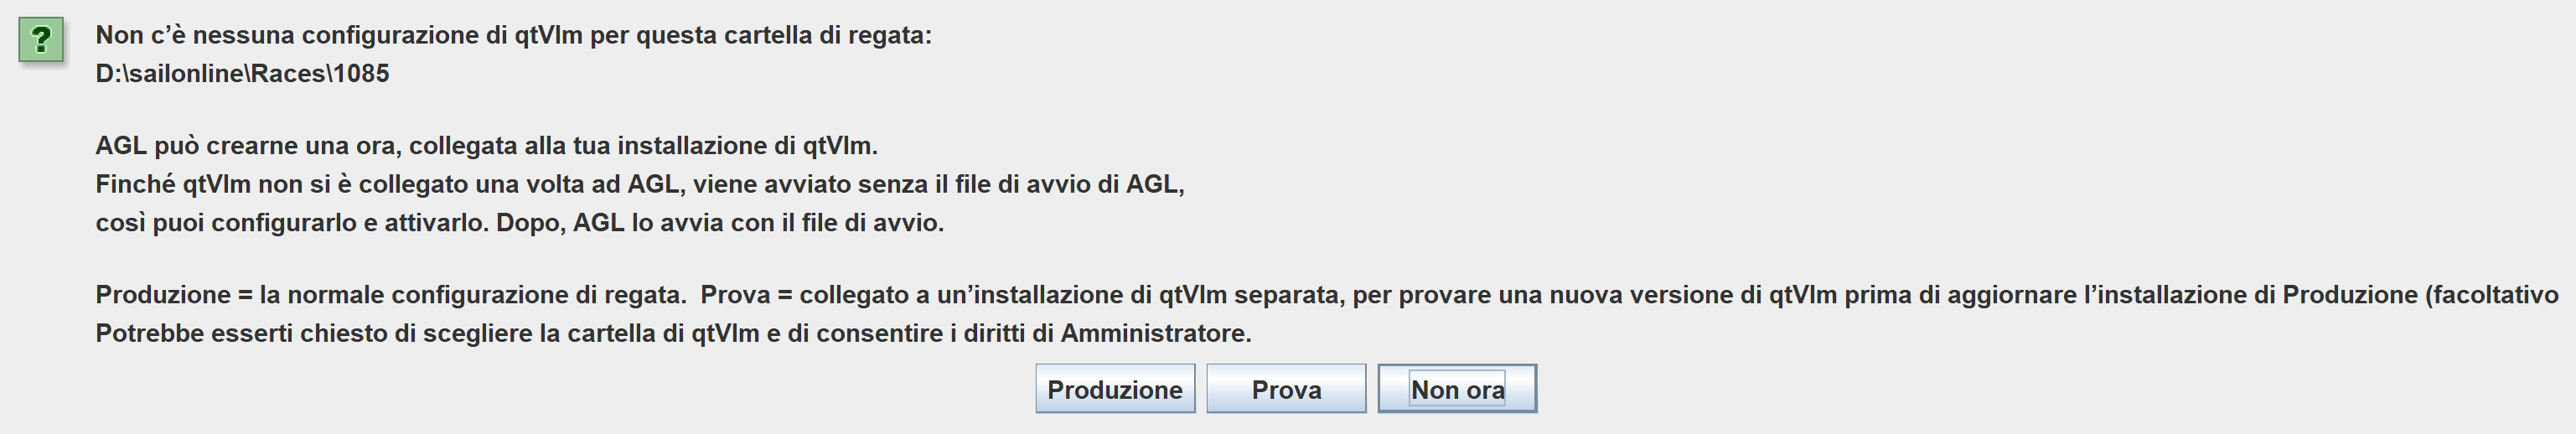 Non c’è nessuna configurazione di qtVlm per questa cartella di regata:
D:\sailonline\Races\1085
AGL può crearne una ora, collegata alla tua installazione di qtVlm.
Finché qtVlm non si è collegato una volta ad AGL, viene avviato senza il file di avvio di AGL,
così puoi configurarlo e attivarlo. Dopo, AGL lo avvia con il file di avvio.
Produzione = la normale configurazione di regata.  Prova = collegato a un’installazione di qtVlm separata, per provare una nuova versione di qtVlm prima di aggiornare l’installazione di Produzione (facoltativo
Potrebbe esserti chiesto di scegliere la cartella di qtVlm e di consentire i diritti di Amministratore.
Produzione Prova Non ora